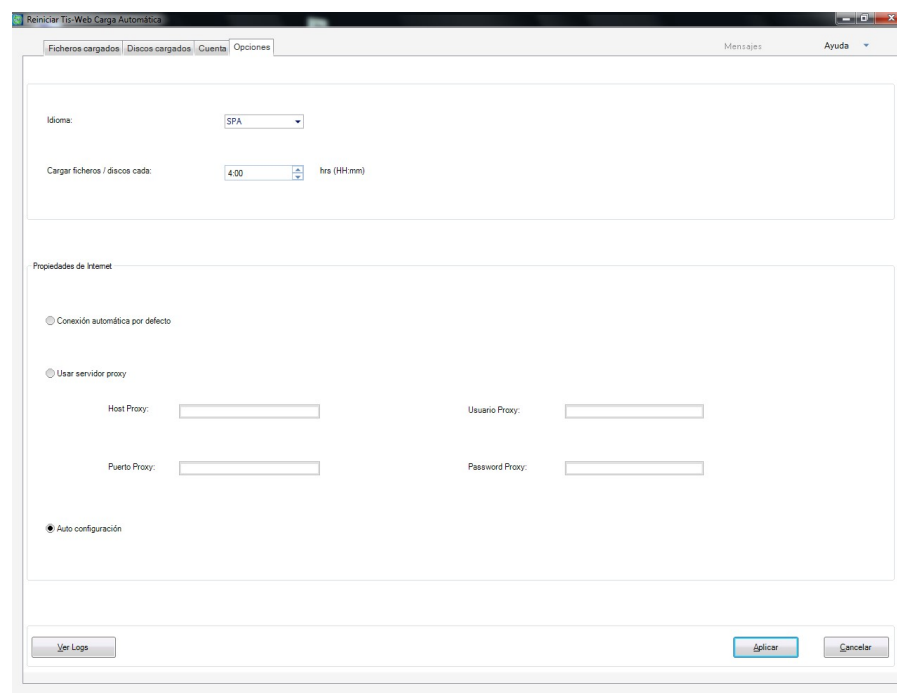 Reiniciar Tis-Web Carga Automática
Ficheros cargados Discos cargados Cuenta Opciones Mensajes Ayuda
Idioma: SPA
Cargar ficheros / discos cada: 4:00 hrs (HH:mm)
Propiedades de Internet
Conexión automática por defecto
Usar servidor proxy
Host Proxy: Usuario Proxy:
Puerto Proxy: Password Proxy:
Auto configuración
Ver Logs Aplicar Cancelar